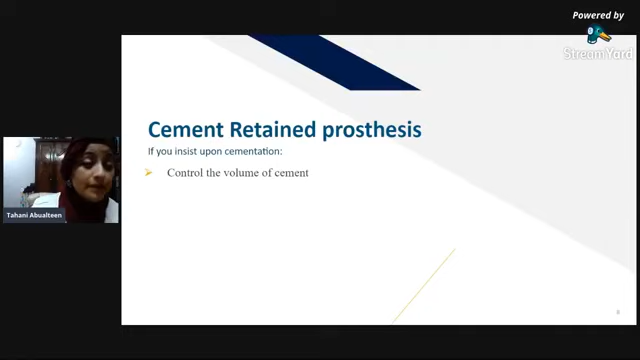 Powered by
StreamYard
Cement Retained prosthesis
If you insist upon cementation:
Control the volume of cement
Tahani Abualteen